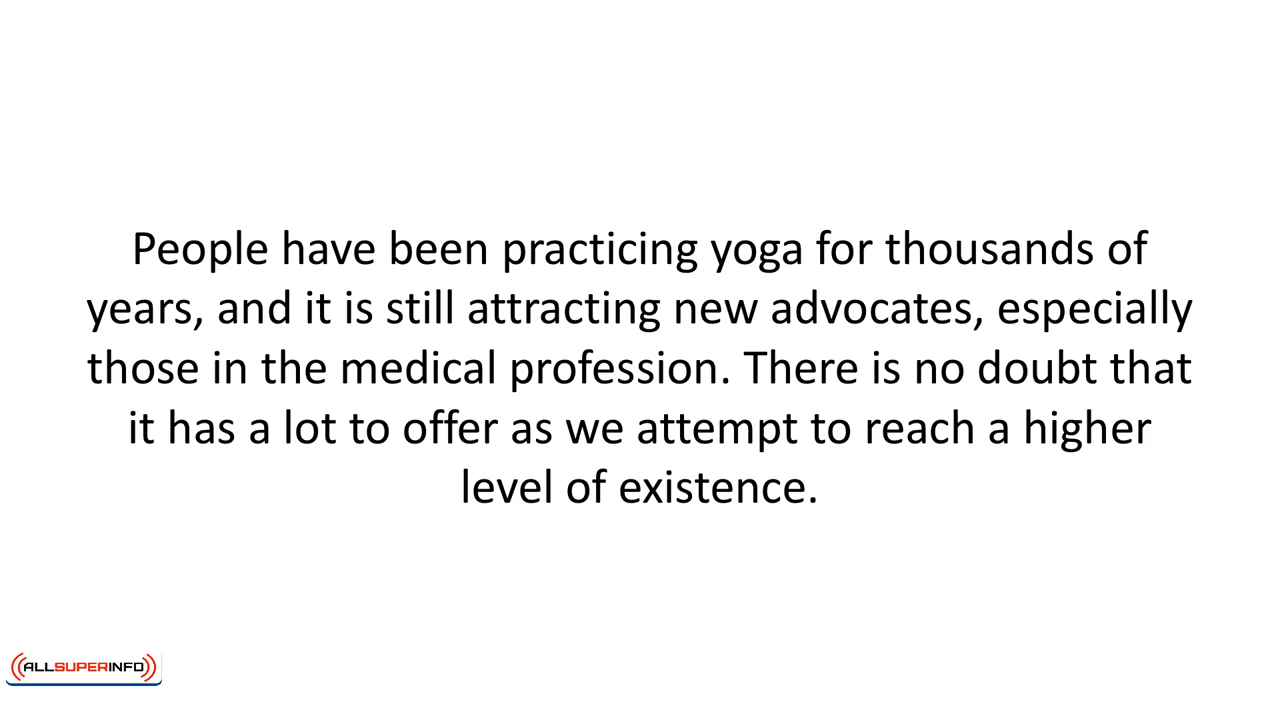 People have been practicing yoga for thousands of
years, and it is still attracting new advocates, especially
those in the medical profession. There is no doubt that
it has a lot to offer as we attempt to reach a higher
level of existence.
ALLSUPERINFO